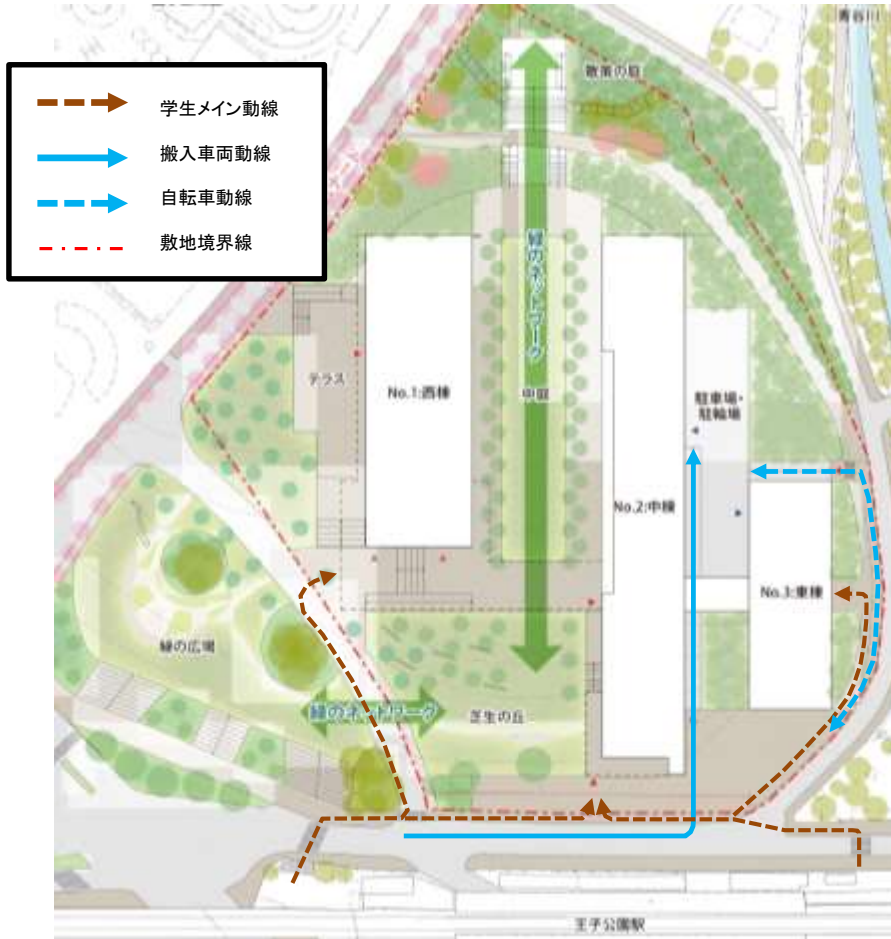 青谷川
散策の庭
学生メイン動線
搬入車両動線
自転車動線
敷地境界線
緑のネットワーク
テラス
No.1:西棟
中庭
駐車場・
駐輪場
No.2:中棟
No.3:東棟
緑の広場
緑のネットワーク
芝生の丘
王子公園駅